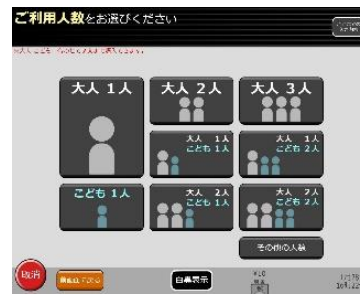 ご利用人数をお選びください
大人 1人
大人 2人
大人 3人
大人 1人
こども 1人
大人 1人
こども 2人
こども 1人
大人 2人
こども 1人
大人 2人
こども 2人
その他の人数
取消
白黒表示